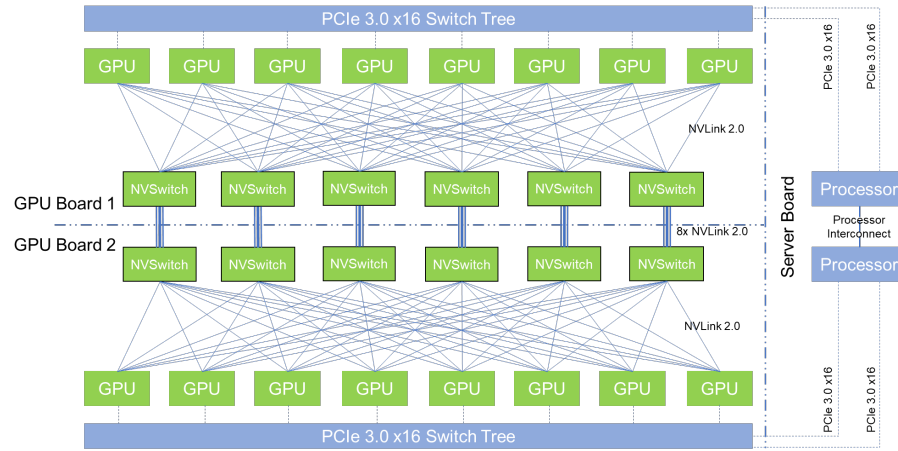 PCIe 3.0 x16 Switch Tree
GPU GPU GPU GPU GPU GPU GPU GPU
PCIe 3.0 x16
PCIe 3.0 x16
NVLink 2.0
NVSwitch NVSwitch NVSwitch NVSwitch NVSwitch NVSwitch
GPU Board 1
8x NVLink 2.0
GPU Board 2
NVSwitch NVSwitch NVSwitch NVSwitch NVSwitch NVSwitch
Server Board
Processor
Processor
Interconnect
Processor
NVLink 2.0
GPU GPU GPU GPU GPU GPU GPU GPU
PCIe 3.0 x16
PCIe 3.0 x16
PCIe 3.0 x16 Switch Tree